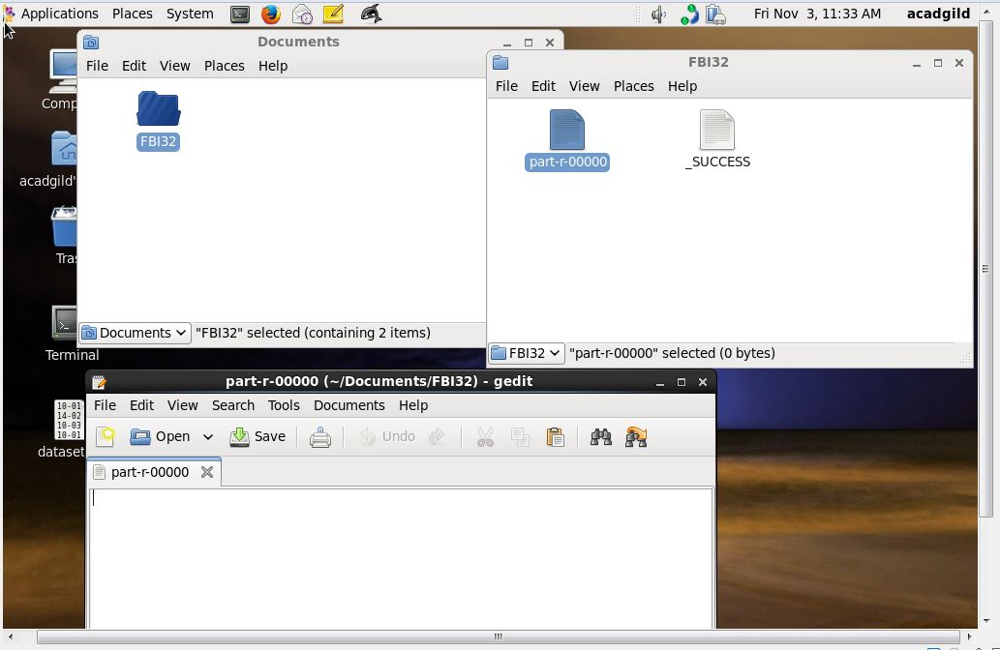 Applications Places System Fri Nov 3, 11:33 AM acadgild
Documents
File Edit View Places Help
FBI32
Documents "FBI32" selected (containing 2 items)
FBI32
File Edit View Places Help
part-r-00000 _SUCCESS
FBI32 "part-r-00000" selected (0 bytes)
Comp
acadgild'
Tras
Terminal
10-01
14-02
10-03
10-01
dataset
part-r-00000 (~/Documents/FBI32) - gedit
File Edit View Search Tools Documents Help
Open Save Undo
part-r-00000